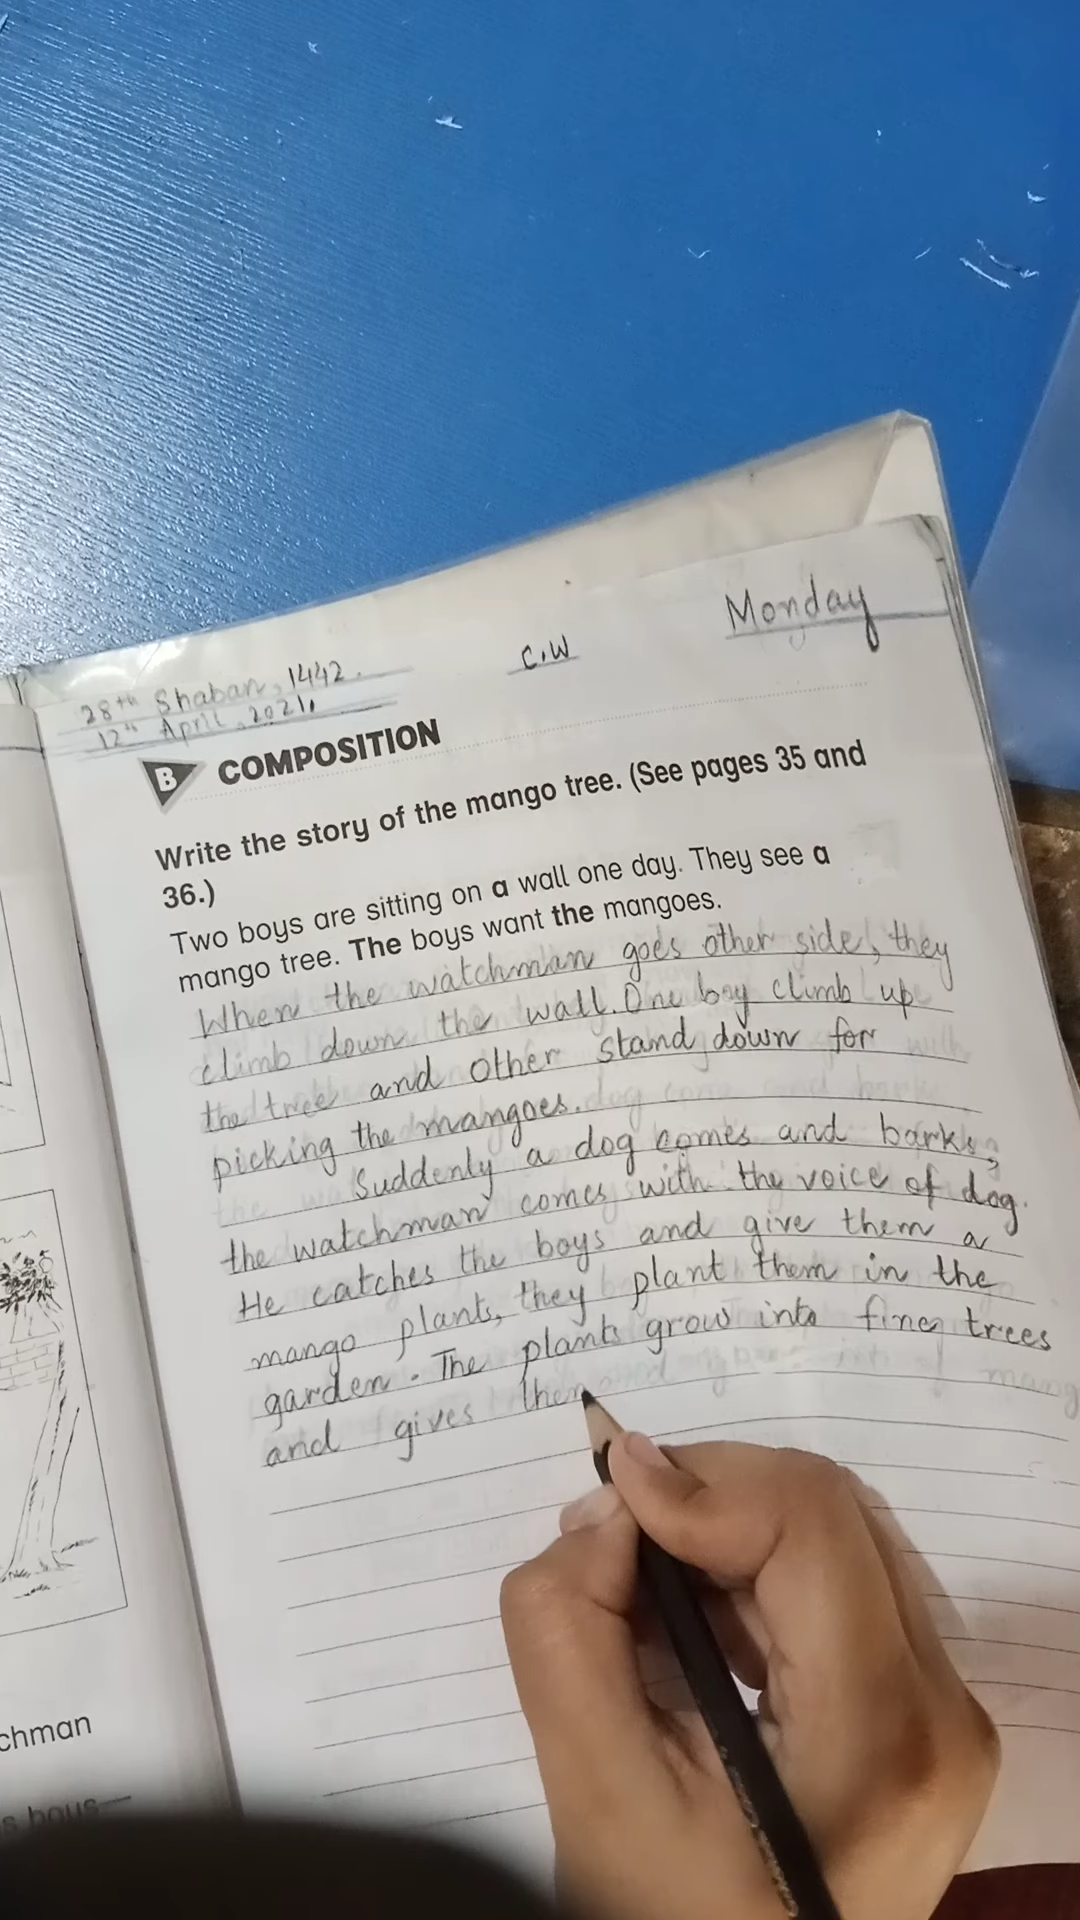 Monday
C.W
28th Shaban, 1442.
12th April, 2021.
B COMPOSITION
Write the story of the mango tree. (See pages 35 and
36.)
Two boys are sitting on a wall one day. They see a
mango tree. The boys want the mangoes.
When the watchman goes other side, they
climb down the wall. One boy climb up
the tree and other stand down for
picking the mangoes.
Suddenly a dog comes and barks,
the watchman comes with the voice of dog.
He catches the boys and give them a
mango plants, they plant them in the
garden. The plants grow into fine trees
and gives them
chman
s boys